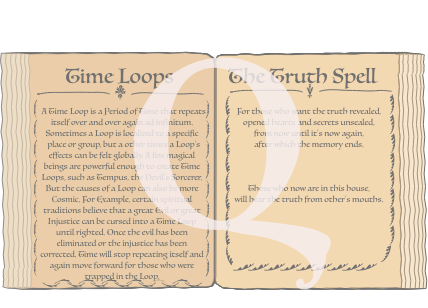 Time Loops
A Time Loop is a Period of Time that repeats
itself over and over again ad infinitum.
Sometimes a Loop is localized to a specific
place or group, but a other times a Loop's
effects can be felt globally. A few magical
beings are powerful enough to create Time
Loops, such as Tempus, the Devil's Sorcerer.
But the causes of a Loop can also be more
Cosmic. For Example, certain spiritual
traditions believe that a great Evil or great
Injustice can be cursed into a Time Loop
until righted. Once the evil has been
eliminated or the injustice has been
corrected, Time will stop repeating itself and
again move forward for those who were
trapped in the Loop.
The Truth Spell
For those who want the truth revealed,
opened hearts and secrets unsealed,
from now until it's now again,
after which the memory ends.
Those who now are in this house,
will hear the truth from other's mouths.
Q